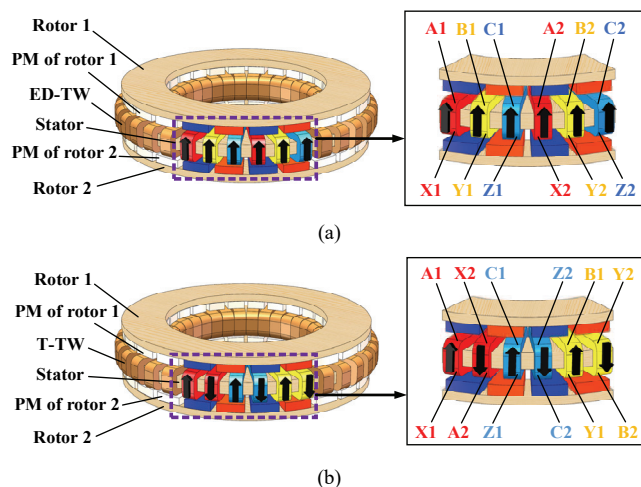 Rotor 1
PM of rotor 1
ED-TW
Stator
PM of rotor 2
Rotor 2
A1 B1 C1 A2 B2 C2
X1 Y1 Z1 X2 Y2 Z2
(a)
Rotor 1
PM of rotor 1
T-TW
Stator
PM of rotor 2
Rotor 2
A1 X2 C1 Z2 B1 Y2
X1 A2 Z1 C2 Y1 B2
(b)